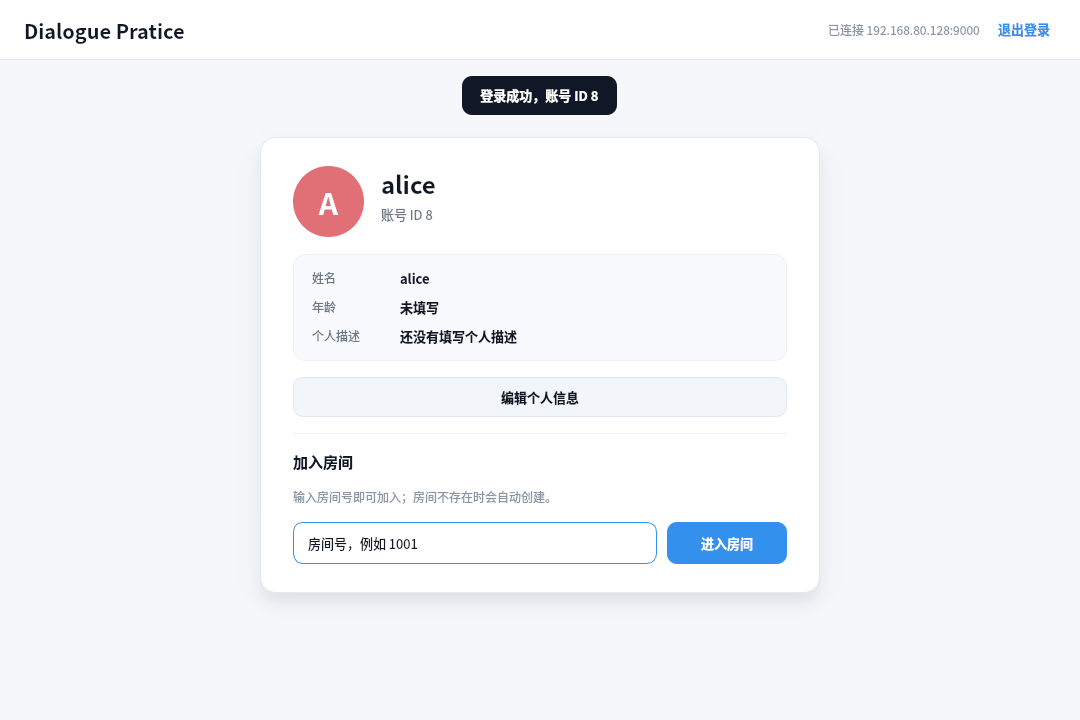 Dialogue Pratice
已连接 192.168.80.128:9000
退出登录
登录成功，账号 ID 8
A
alice
账号 ID 8
姓名 alice
年龄 未填写
个人描述 还没有填写个人描述
编辑个人信息
加入房间
输入房间号即可加入；房间不存在时会自动创建。
房间号，例如 1001
进入房间